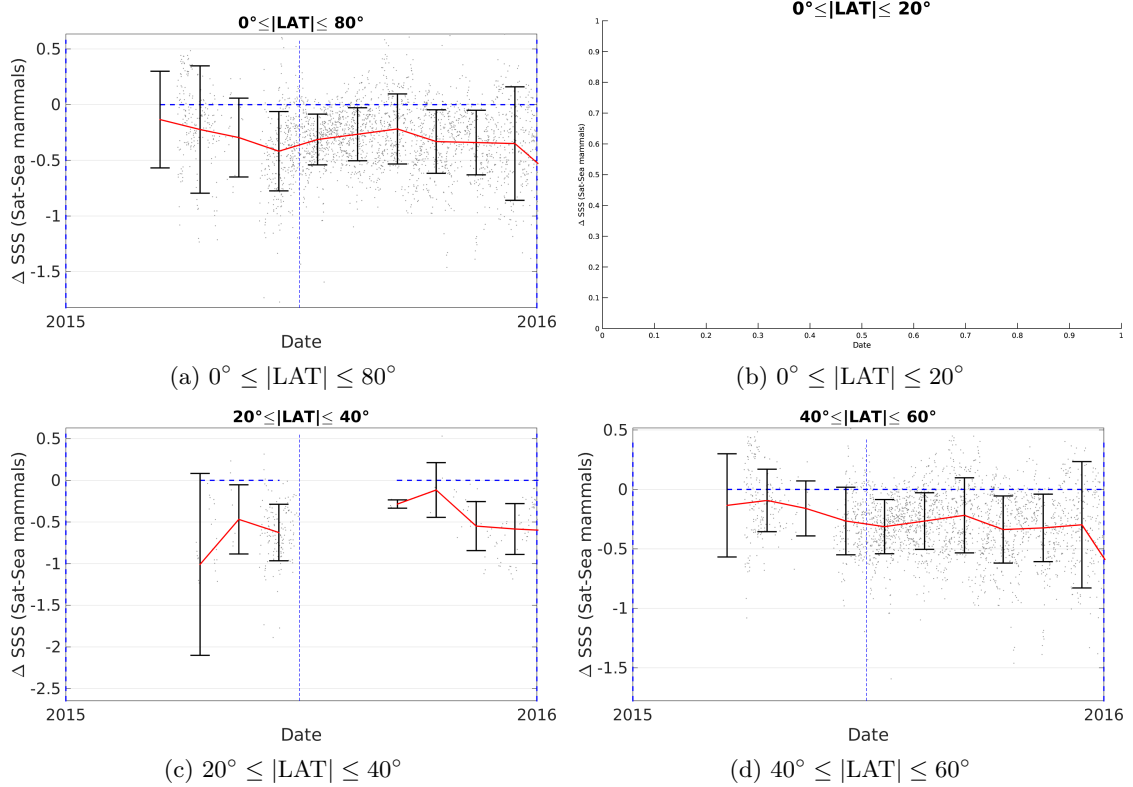 0°≤|LAT|≤ 80°
0.5
0
-0.5
-1
-1.5
Δ SSS (Sat-Sea mammals)
2015
2016
Date
(a) 0° ≤ |LAT| ≤ 80°
0°≤|LAT|≤ 20°
1
0.9
0.8
0.7
0.6
0.5
0.4
0.3
0.2
0.1
0
Δ SSS (Sat-Sea mammals)
0 0.1 0.2 0.3 0.4 0.5 0.6 0.7 0.8 0.9 1
Date
(b) 0° ≤ |LAT| ≤ 20°
20°≤|LAT|≤ 40°
0.5
0
-0.5
-1
-1.5
-2
-2.5
Δ SSS (Sat-Sea mammals)
2015
2016
Date
(c) 20° ≤ |LAT| ≤ 40°
40°≤|LAT|≤ 60°
0.5
0
-0.5
-1
-1.5
Δ SSS (Sat-Sea mammals)
2015
2016
Date
(d) 40° ≤ |LAT| ≤ 60°